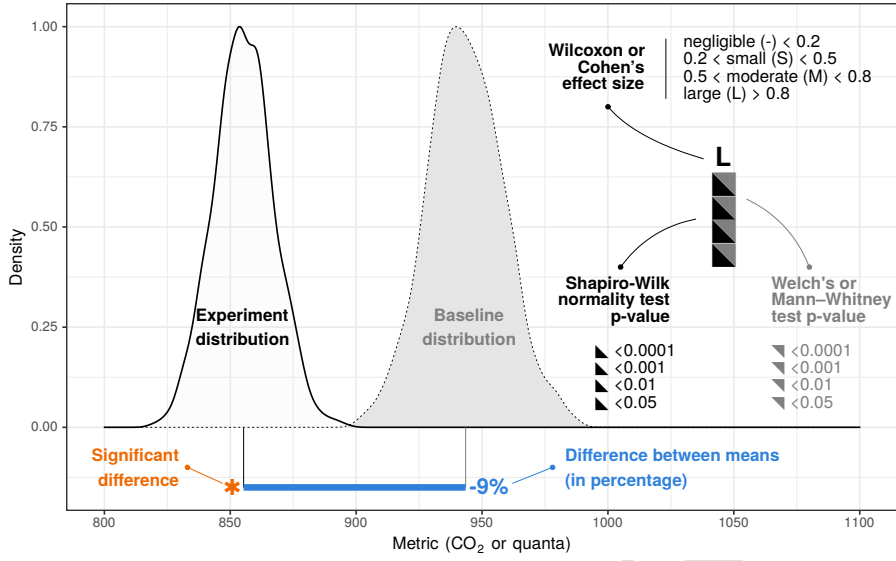 Wilcoxon or
Cohen's
effect size
negligible (-) < 0.2
0.2 < small (S) < 0.5
0.5 < moderate (M) < 0.8
large (L) > 0.8
L
Shapiro-Wilk
normality test
p-value
<0.0001
<0.001
<0.01
<0.05
Welch's or
Mann–Whitney
test p-value
<0.0001
<0.001
<0.01
<0.05
Experiment
distribution
Baseline
distribution
Significant
difference
*
-9%
Difference between means
(in percentage)
Density
1.00
0.75
0.50
0.25
0.00
800
850
900
950
1000
1050
1100
Metric (CO₂ or quanta)